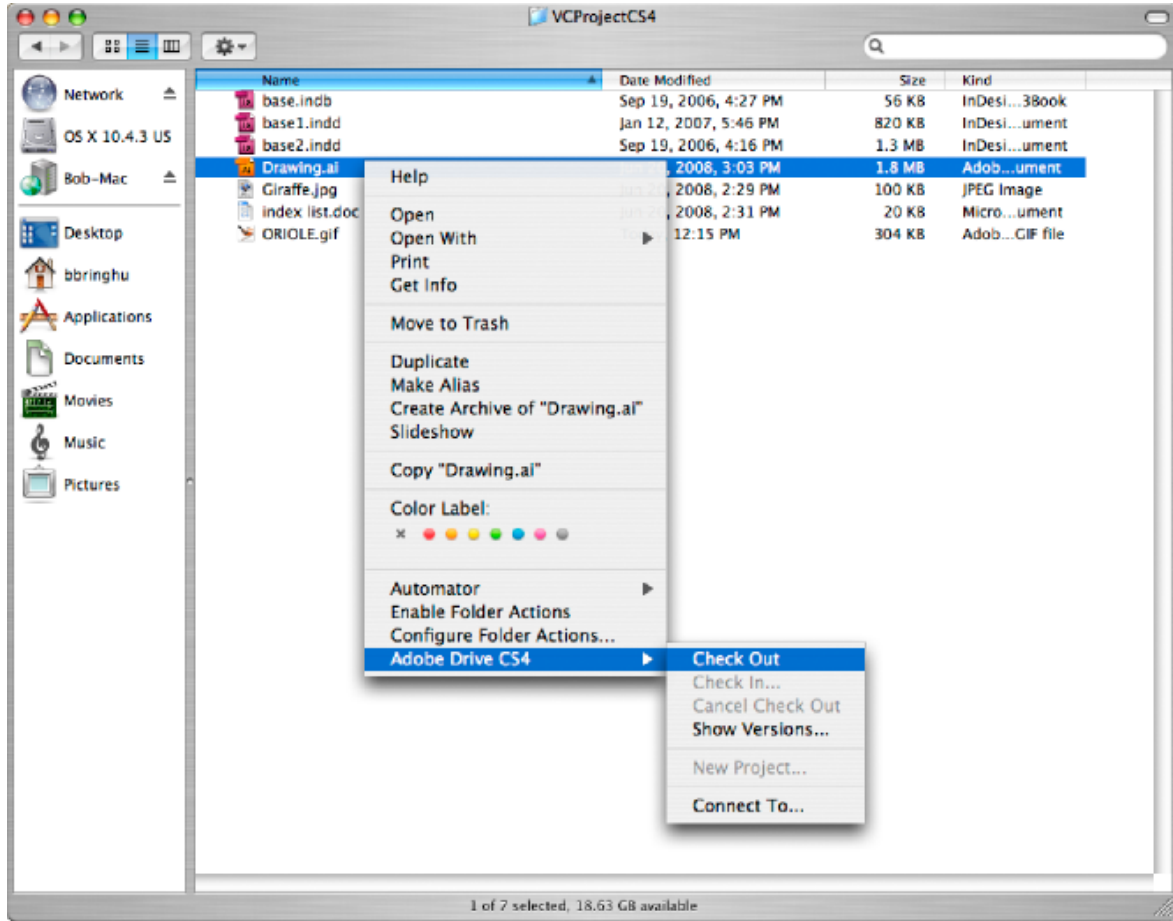 VCProjectCS4
Network
OS X 10.4.3 US
Bob-Mac
Desktop
bbringhu
Applications
Documents
Movies
Music
Pictures
Name Date Modified Size Kind
base.indb Sep 19, 2006, 4:27 PM 56 KB InDesi...3Book
base1.indd Jan 12, 2007, 5:46 PM 820 KB InDesi...ument
base2.indd Sep 19, 2006, 4:16 PM 1.3 MB InDesi...ument
Drawing.ai , 2008, 3:03 PM 1.8 MB Adob...ument
Giraffe.jpg , 2008, 2:29 PM 100 KB JPEG Image
index list.doc , 2008, 2:31 PM 20 KB Micro...ument
ORIOLE.gif 12:15 PM 304 KB Adob...GIF file
Help
Open
Open With
Print
Get Info
Move to Trash
Duplicate
Make Alias
Create Archive of "Drawing.ai"
Slideshow
Copy "Drawing.ai"
Color Label:
Automator
Enable Folder Actions
Configure Folder Actions...
Adobe Drive CS4
Check Out
Check In...
Cancel Check Out
Show Versions...
New Project...
Connect To...
1 of 7 selected, 18.63 GB available